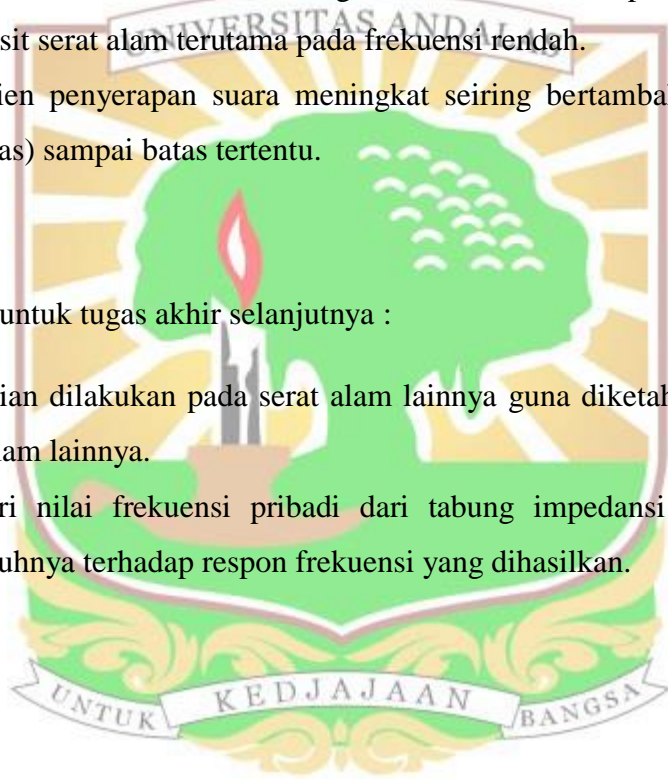 UNIVERSITAS ANDALAS
sit serat alam terutama pada frekuensi rendah.
ien penyerapan suara meningkat seiring bertambal
as) sampai batas tertentu.
untuk tugas akhir selanjutnya :
ian dilakukan pada serat alam lainnya guna diketah
lam lainnya.
ri nilai frekuensi pribadi dari tabung impedansi
uhnya terhadap respon frekuensi yang dihasilkan.
UNTUK KEDJAJAAN BANGSA